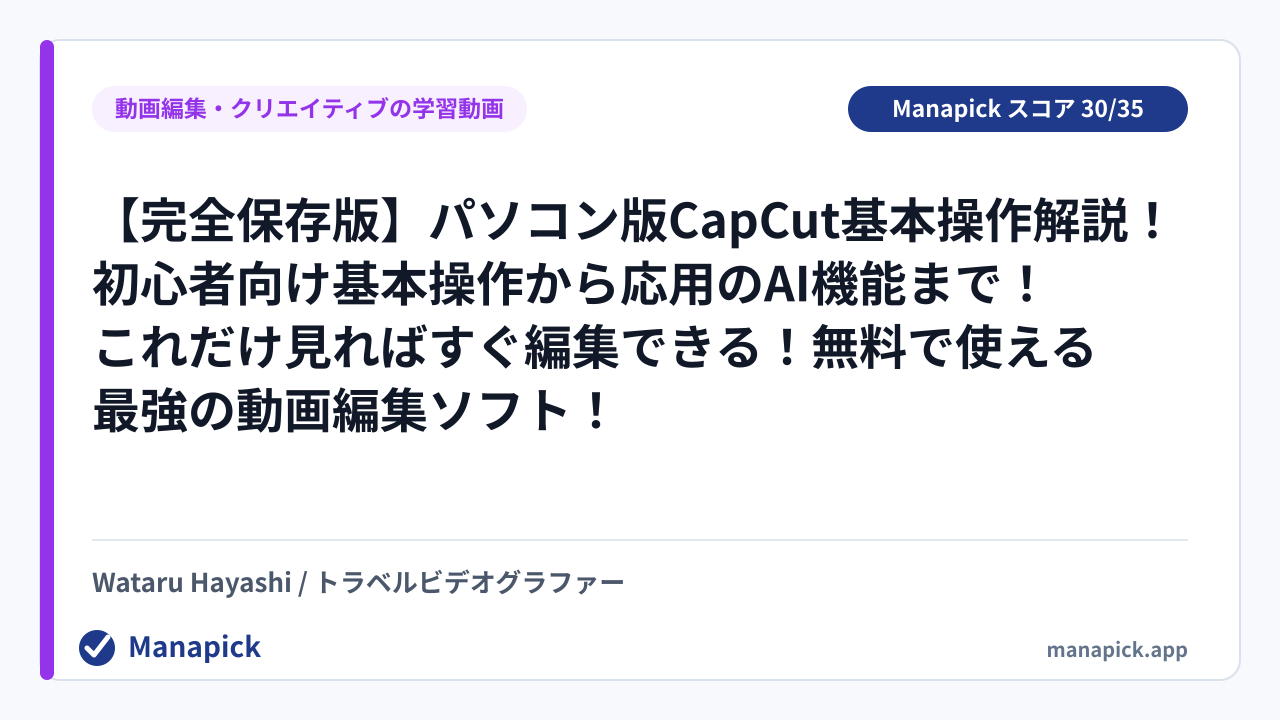 動画編集・クリエイティブの学習動画
Manapick スコア 30/35
【完全保存版】パソコン版CapCut基本操作解説！
初心者向け基本操作から応用のAI機能まで！
これだけ見ればすぐ編集できる！無料で使える
最強の動画編集ソフト！
Wataru Hayashi / トラベルビデオグラファー
Manapick
manapick.app